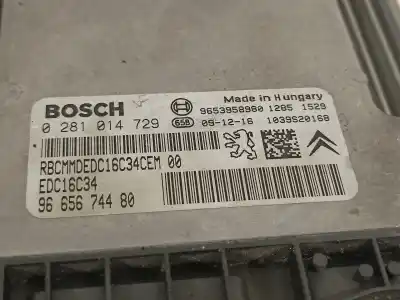 Made in Hungary
BOSCH 9653958980 1285 1529
0 281 014 729 658 09-12-16 1039S20168
RBCMMDEDC16C34CEM 00
EDC16C34
96 656 744 80